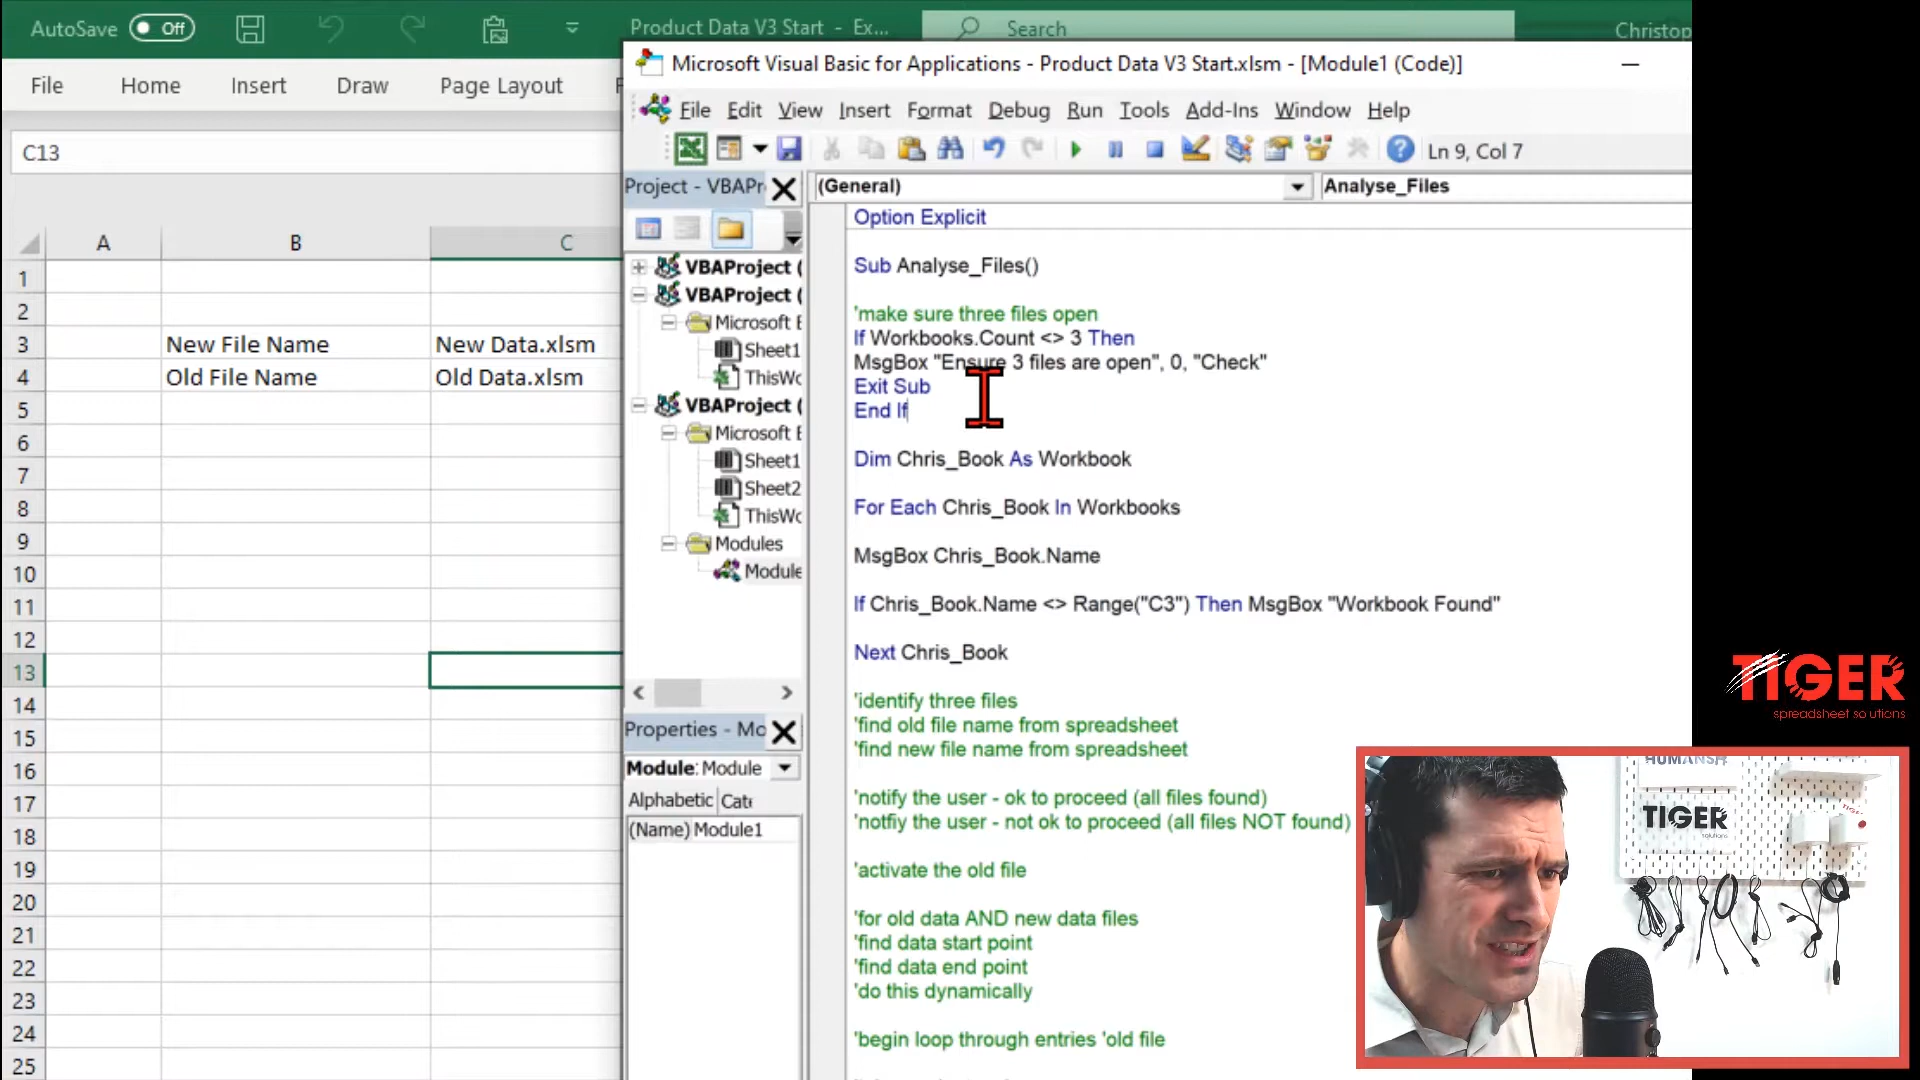 AutoSave Off
Product Data V3 Start - Ex...
Search
Christop
File Home Insert Draw Page Layout
C13
A B C
1
2
3 New File Name New Data.xlsm
4 Old File Name Old Data.xlsm
5
6
7
8
9
10
11
12
13
14
15
16
17
18
19
20
21
22
23
24
25
Microsoft Visual Basic for Applications - Product Data V3 Start.xlsm - [Module1 (Code)]
File Edit View Insert Format Debug Run Tools Add-Ins Window Help
Ln 9, Col 7
Project - VBAPr
VBAProject (
VBAProject (
Microsoft E
Sheet1
ThisWo
VBAProject (
Microsoft E
Sheet1
Sheet2
ThisWo
Modules
Module
Properties - Mo
Module: Module
Alphabetic Cate
(Name) Module1
(General) Analyse_Files
Option Explicit
Sub Analyse_Files()
'make sure three files open
If Workbooks.Count <> 3 Then
MsgBox "Ensure 3 files are open", 0, "Check"
Exit Sub
End If
Dim Chris_Book As Workbook
For Each Chris_Book In Workbooks
MsgBox Chris_Book.Name
If Chris_Book.Name <> Range("C3") Then MsgBox "Workbook Found"
Next Chris_Book
'identify three files
'find old file name from spreadsheet
'find new file name from spreadsheet
'notify the user - ok to proceed (all files found)
'notfiy the user - not ok to proceed (all files NOT found)
'activate the old file
'for old data AND new data files
'find data start point
'find data end point
'do this dynamically
'begin loop through entries 'old file
TIGER
spreadsheet solutions
HUMANSH
TIGER
solutions